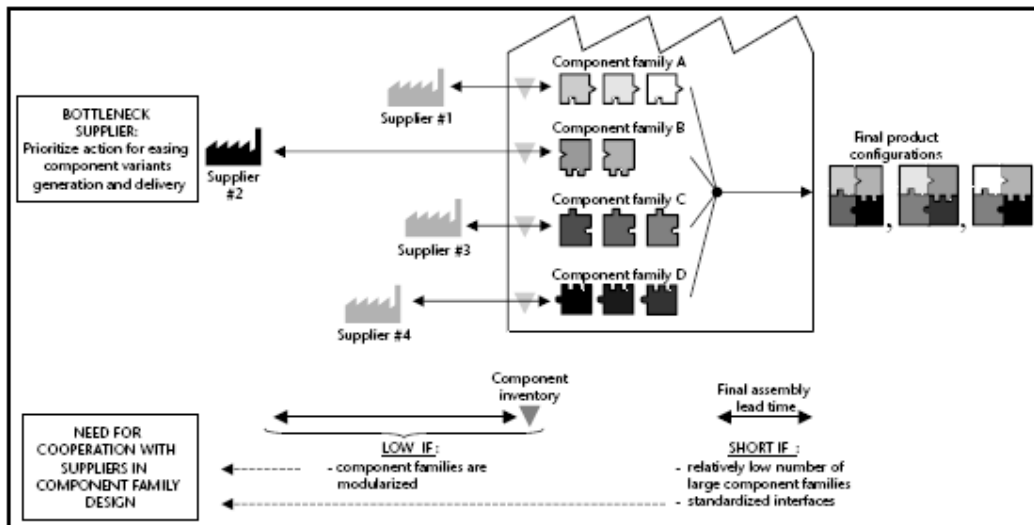 BOTTLENECK
SUPPLIER:
Prioritize action for easing
component variants
generation and delivery
Supplier
#2
Supplier #1
Supplier #3
Supplier #4
Component family A
Component family B
Component family C
Component family D
Final product
configurations
, ,
Component
inventory
Final assembly
lead time
NEED FOR
COOPERATION WITH
SUPPLIERS IN
COMPONENT FAMILY
DESIGN
LOW IF:
- component families are
modularized
SHORT IF :
- relatively low number of
large component families
- standardized interfaces